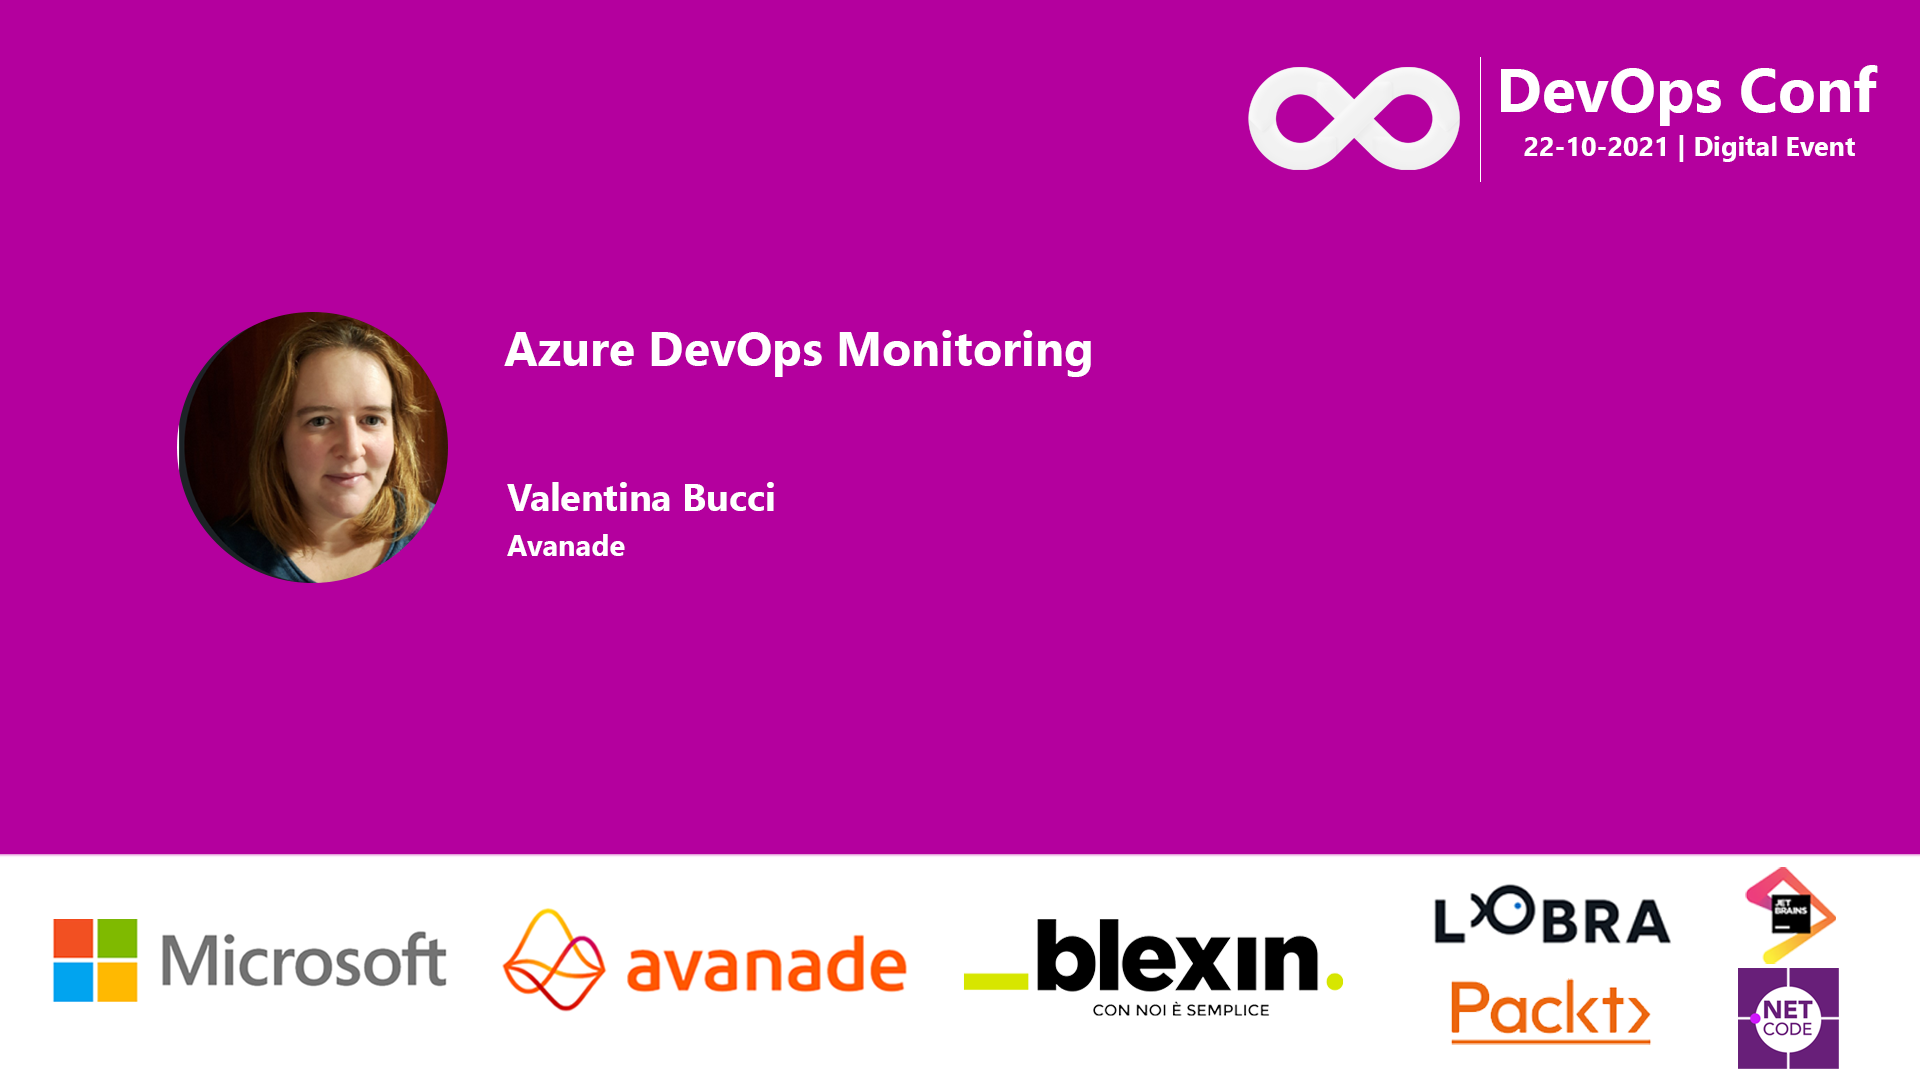 DevOps Conf
22-10-2021 | Digital Event
Azure DevOps Monitoring
Valentina Bucci
Avanade
Microsoft
avanade
blexin.
CON NOI È SEMPLICE
LOBRA
Packt>
JET
BRAINS
NET
CODE